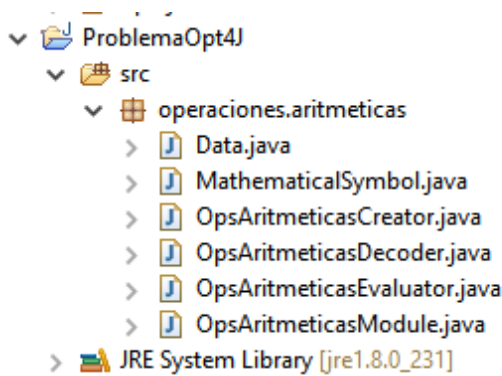 ProblemaOpt4J
src
operaciones.aritmeticas
Data.java
MathematicalSymbol.java
OpsAritmeticasCreator.java
OpsAritmeticasDecoder.java
OpsAritmeticasEvaluator.java
OpsAritmeticasModule.java
JRE System Library [jre1.8.0_231]